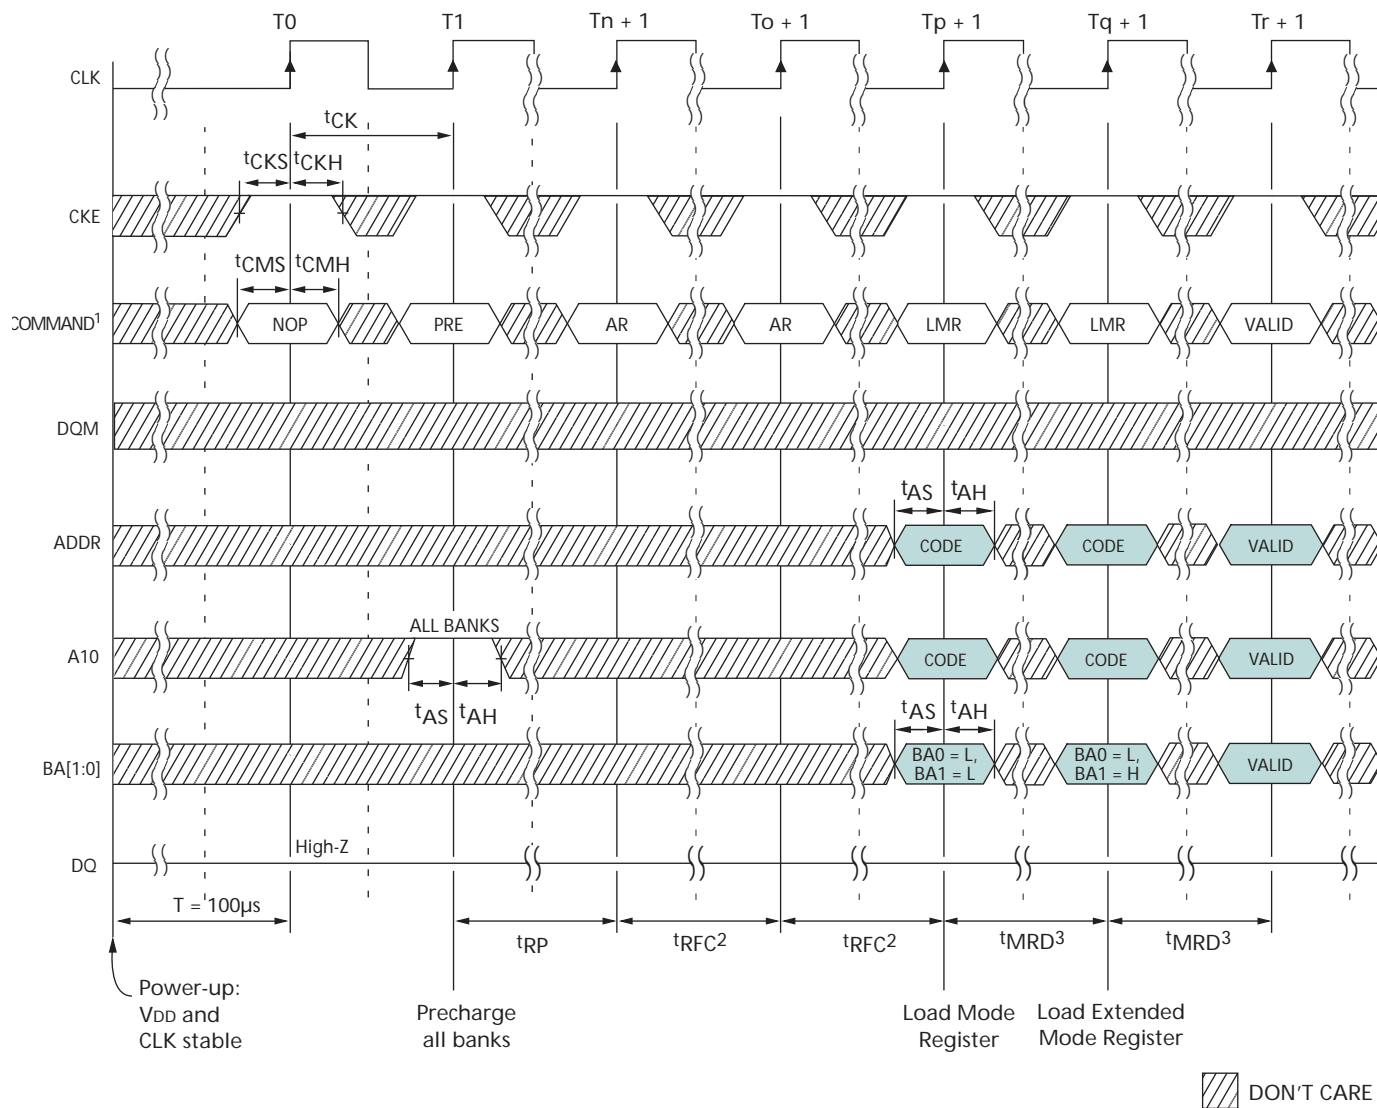 T0 T1 Tn + 1 To + 1 Tp + 1 Tq + 1 Tr + 1
CLK
tCK
tCKS tCKH
CKE
tCMS tCMH
COMMAND1 NOP PRE AR AR LMR LMR VALID
DQM
tAS tAH
ADDR CODE CODE VALID
ALL BANKS
A10 CODE CODE VALID
tAS tAH
tAS tAH
BA[1:0] BA0 = L, BA1 = L BA0 = L, BA1 = H VALID
High-Z
DQ
T = 100µs
tRP tRFC2 tRFC2 tMRD3 tMRD3
Power-up:
VDD and
CLK stable
Precharge
all banks
Load Mode
Register
Load Extended
Mode Register
DON'T CARE